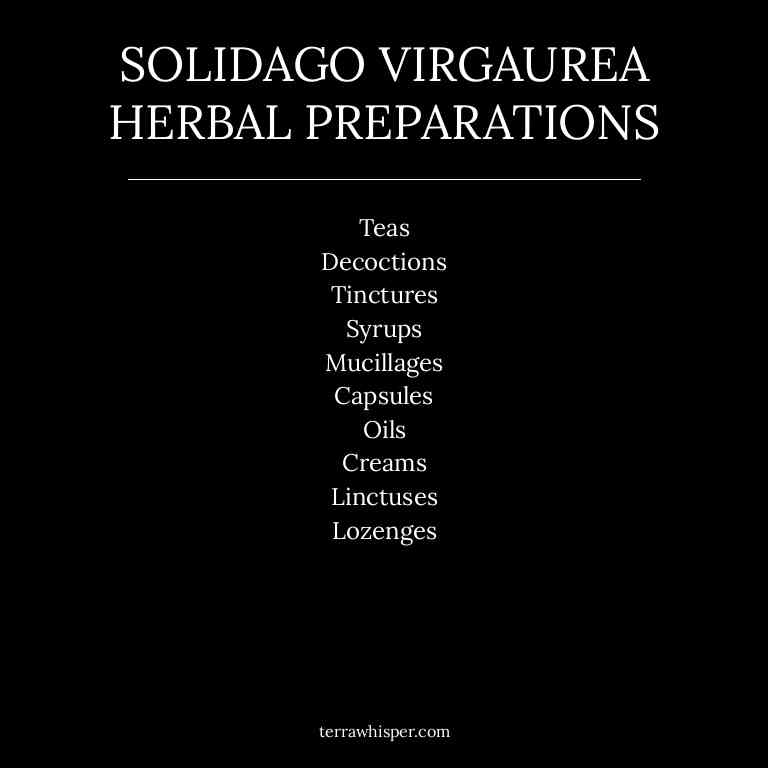 SOLIDAGO VIRGAUREA
HERBAL PREPARATIONS
Teas
Decoctions
Tinctures
Syrups
Mucillages
Capsules
Oils
Creams
Linctuses
Lozenges
terrawhisper.com